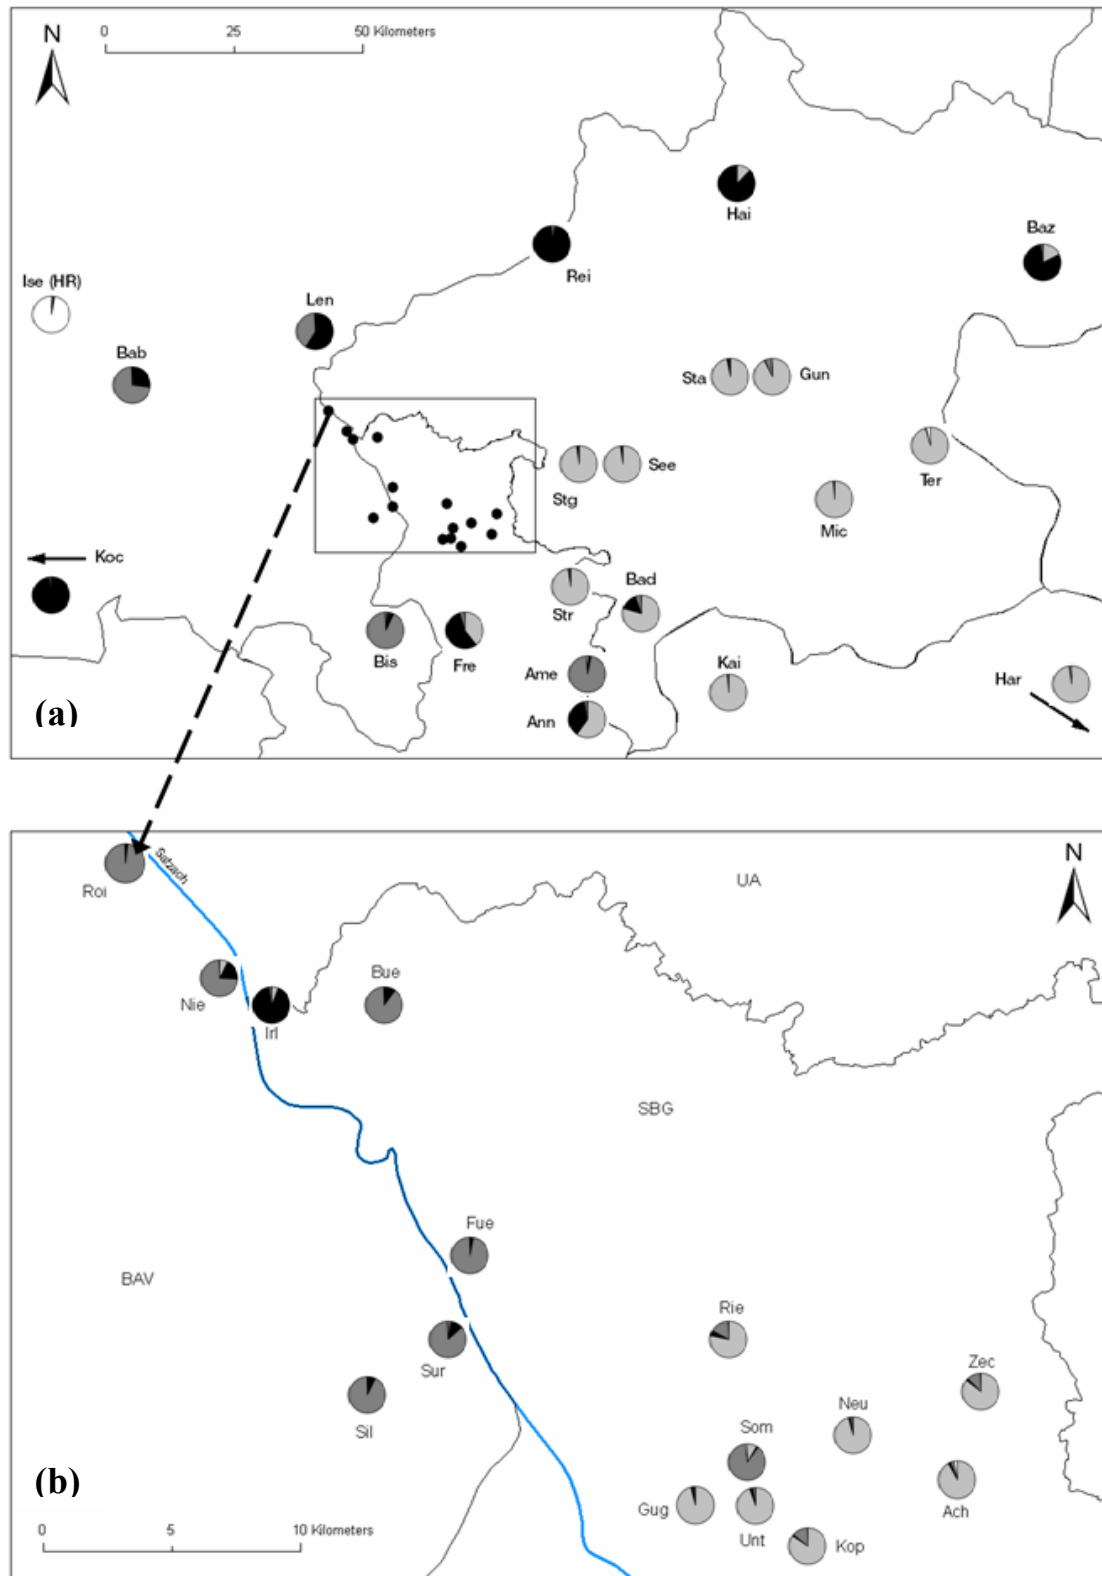 N
0 25 50 Kilometers
Hai
Baz
Rei
Ise (HR)
Len
Bab
Sta Gun
See
Stg
Ter
Mic
Koc
Bad
Str
Bis
Fre
Ame
Kai
Har
(a)
Ann
Salzach
N
UA
Roi
Bue
Nie
Irl
SBG
Fue
BAV
Rie
Zec
Sur
Neu
Sil
Som
(b)
Gug
Ach
Unt
Kop
0 5 10 Kilometers